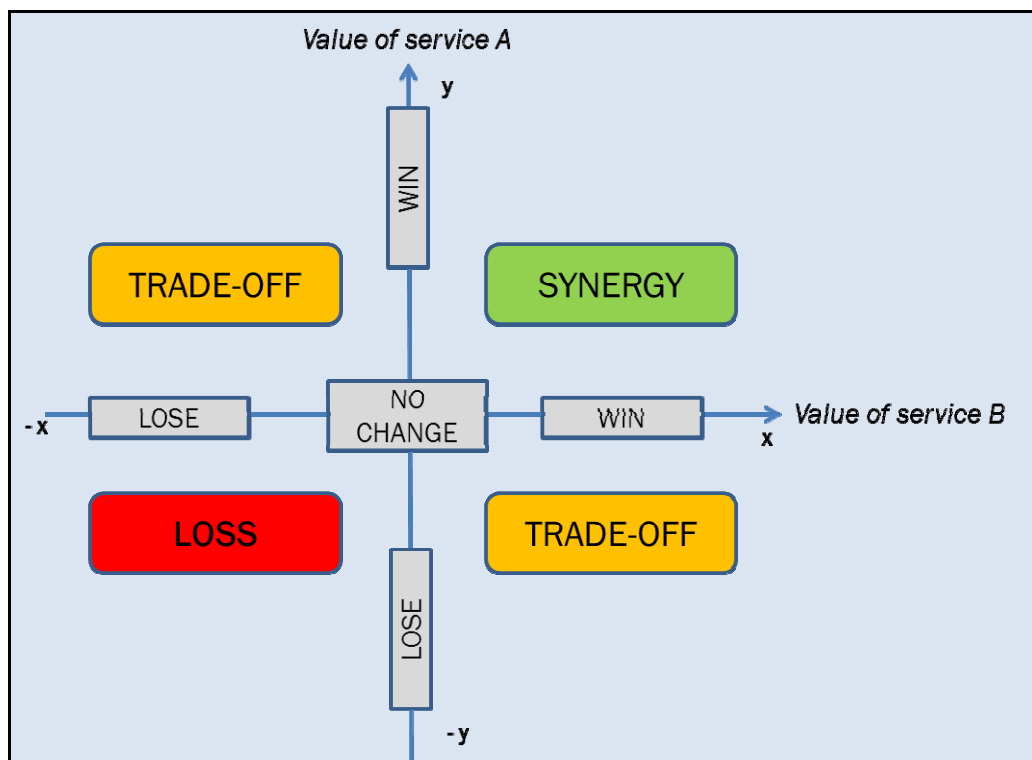 Value of service A
y
WIN
TRADE-OFF
SYNERGY
NO
CHANGE
-x
LOSE
WIN
x
Value of service B
LOSS
TRADE-OFF
LOSE
-y